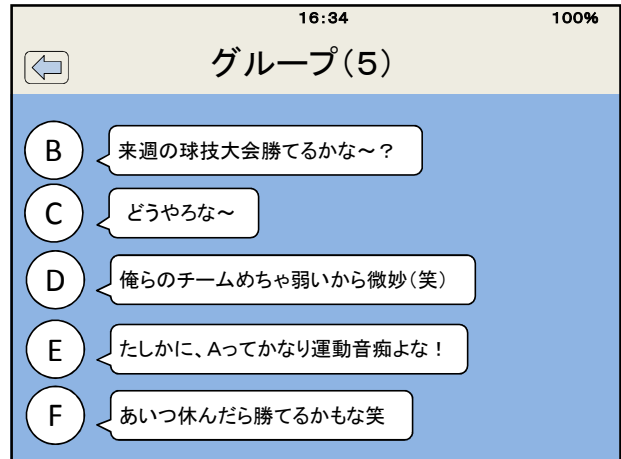 16:34 100%
グループ（５）
B 来週の球技大会勝てるかな～？
C どうやろな～
D 俺らのチームめちゃ弱いから微妙（笑）
E たしかに、Aってかなり運動音痴よな！
F あいつ休んだら勝てるかもな笑